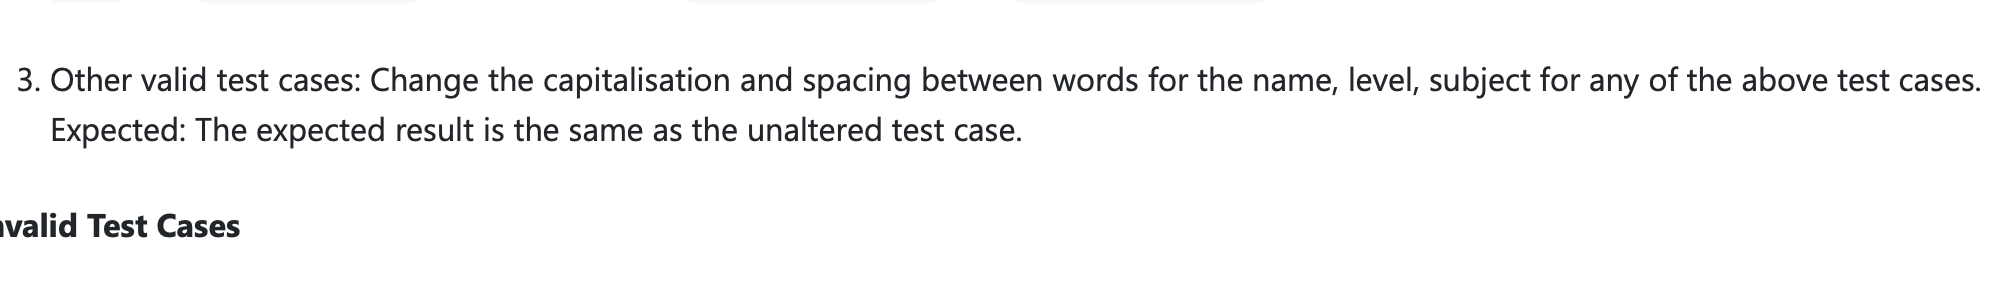 3. Other valid test cases: Change the capitalisation and spacing between words for the name, level, subject for any of the above test cases.
Expected: The expected result is the same as the unaltered test case.
valid Test Cases